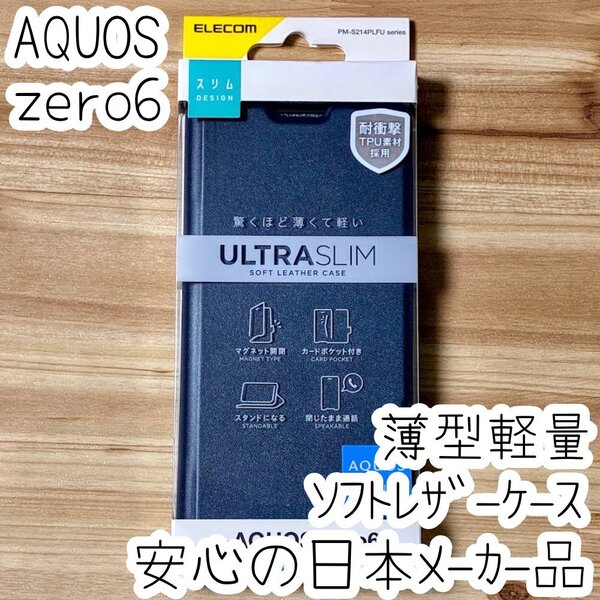 AQUOS
zero6
ELECOM
PM-S214PLFU series
スリム
DESIGN
耐衝撃
TPU素材
採用
驚くほど薄くて軽い
ULTRASLIM
SOFT LEATHER CASE
マグネット開閉
MAGNET TYPE
カードポケット付き
CARD POCKET
スタンドになる
STANDABLE
閉じたまま通話
SPEAKABLE
薄型軽量
AQUOS
ソフトレザーケース
安心の日本メーカー品